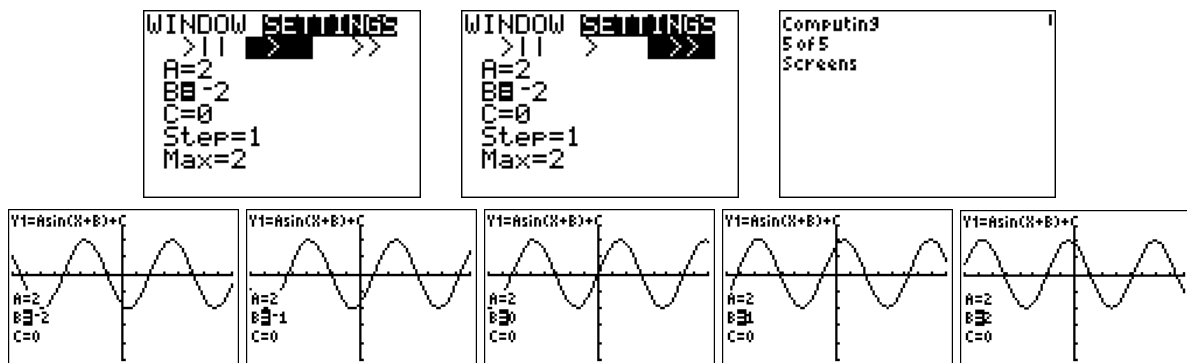 WINDOW SETTINGS
>|| > >>
A=2
B=-2
C=0
Step=1
Max=2
WINDOW SETTINGS
>|| > >>
A=2
B=-2
C=0
Step=1
Max=2
Computing
5 of 5
Screens
Y1=Asin(X+B)+C
A=2
B=-2
C=0
Y1=Asin(X+B)+C
A=2
B=-1
C=0
Y1=Asin(X+B)+C
A=2
B=0
C=0
Y1=Asin(X+B)+C
A=2
B=1
C=0
Y1=Asin(X+B)+C
A=2
B=2
C=0